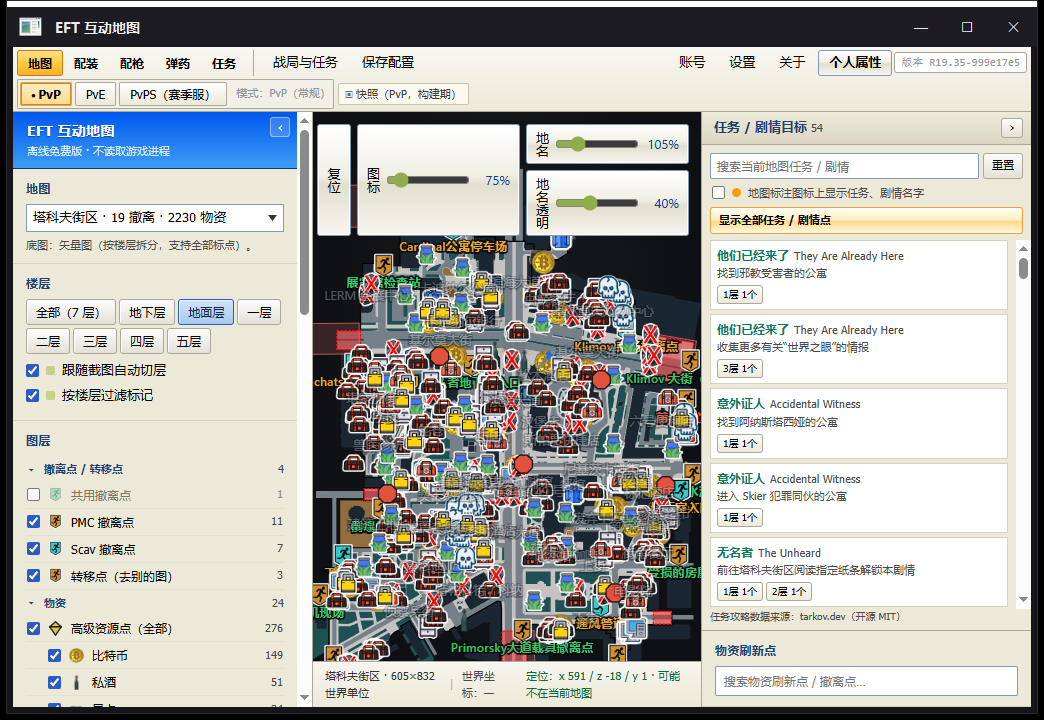 EFT 互动地图
地图 配装 配枪 弹药 任务 战局与任务 保存配置 账号 设置 关于 个人属性 版本 R19.35-999e17e5
• PvP PvE PvPS（赛季服） 模式：PvP（常规） 快照（PvP，构建期）
EFT 互动地图
离线免费版 · 不读取游戏进程
地图
塔科夫街区 · 19 撤离 · 2230 物资
底图：矢量图（按楼层拆分，支持全部标点）。
楼层
全部（7 层） 地下层 地面层 一层
二层 三层 四层 五层
跟随截图自动切层
按楼层过滤标记
图层
撤离点 / 转移点 4
共用撤离点 1
PMC 撤离点 11
Scav 撤离点 7
转移点（去别的图） 3
物资 24
高级资源点（全部） 276
比特币 149
私酒 51
复位
图标 75%
地名 105%
地名透明 40%
Cardinal公寓停车场
Klimov 大街
Primorsky大道载具撤离点
塔科夫街区 · 605×832 世界单位
世界坐标：—
定位：x 591 / z -18 / y 1 · 可能不在当前地图
任务 / 剧情目标 54
搜索当前地图任务 / 剧情 重置
地图标注图标上显示任务、剧情名字
显示全部任务 / 剧情点
他们已经来了 They Are Already Here
找到邪教受害者的公寓
1层 1个
他们已经来了 They Are Already Here
收集更多有关“世界之眼”的情报
3层 1个
意外证人 Accidental Witness
找到阿纳斯塔西娅的公寓
1层 1个
意外证人 Accidental Witness
进入 Skier 犯罪同伙的公寓
1层 1个
无名者 The Unheard
前往塔科夫街区阅读指定纸条解锁本剧情
1层 1个 2层 1个
任务攻略数据来源：tarkov.dev（开源 MIT）
物资刷新点
搜索物资刷新点 / 撤离点...